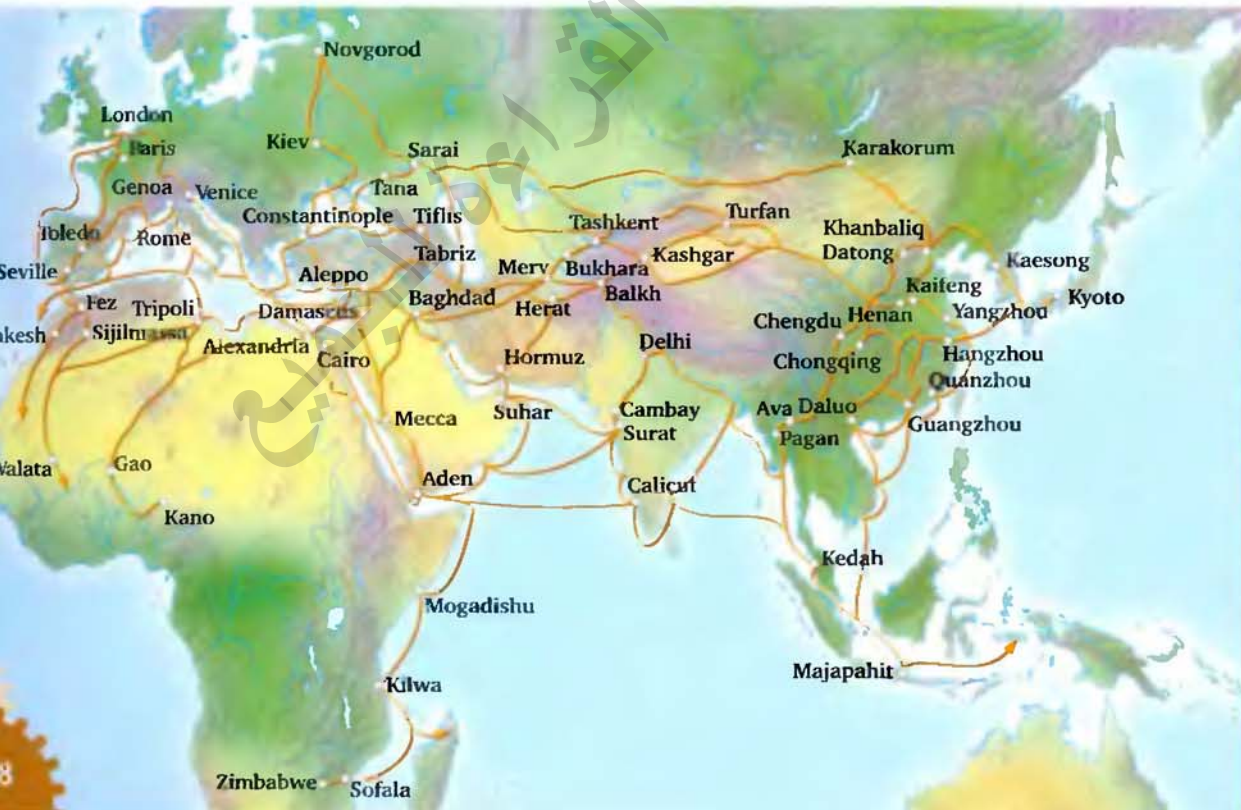 Novgorod
London
Paris
Kiev
Sarai
Karakorum
Genoa
Venice
Tana
Constantinople
Tiflis
Tashkent
Turfan
Khanbaliq
Toledo
Rome
Datong
Tabriz
Kashgar
Seville
Aleppo
Merv
Bukhara
Kaesong
Fez
Tripoli
Damascus
Baghdad
Herat
Balkh
Kaifeng
Kyoto
akesh
Sijilmassa
Alexandria
Chengdu
Henan
Yangzhou
Cairo
Hormuz
Delhi
Chongqing
Hangzhou
Quanzhou
Mecca
Suhar
Cambay
Surat
Ava
Daluo
Pagan
Guangzhou
Walata
Gao
Aden
Calicut
Kano
Kedah
Mogadishu
Kilwa
Majapahit
Zimbabwe
Sofala
8